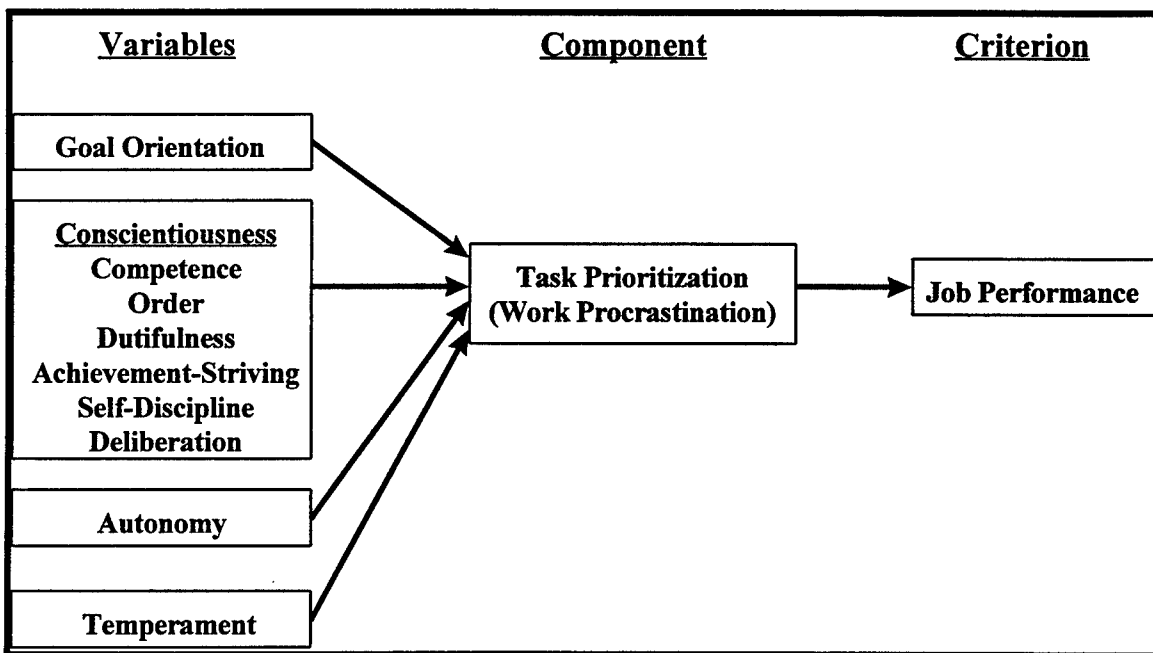 Variables
Component
Criterion
Goal Orientation
Conscientiousness
Competence
Order
Dutifulness
Achievement-Striving
Self-Discipline
Deliberation
Autonomy
Temperament
Task Prioritization
(Work Procrastination)
Job Performance